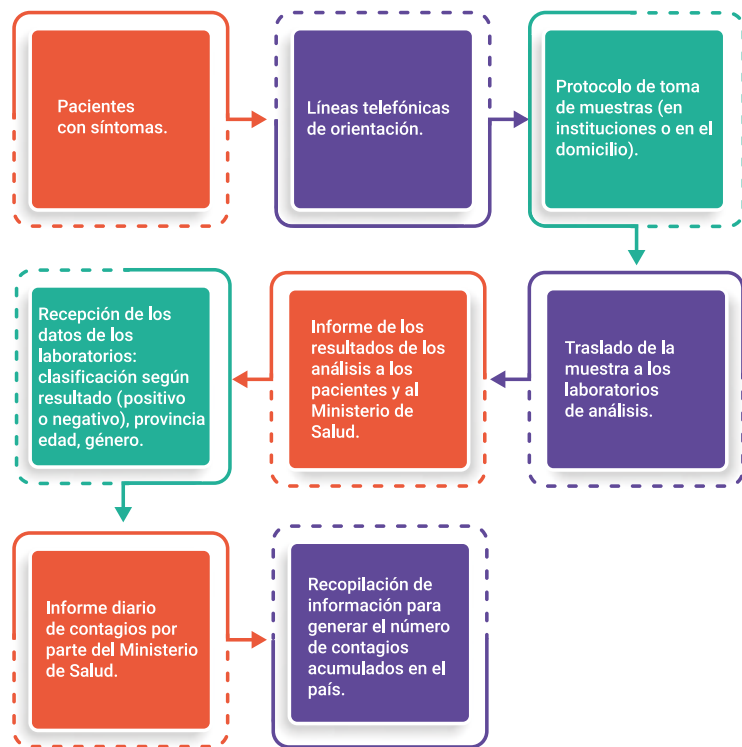 Pacientes
con síntomas.
Líneas telefónicas
de orientación.
Protocolo de toma
de muestras (en
instituciones o en el
domicilio).
Traslado de la
muestra a los
laboratorios
de análisis.
Informe de los
resultados de los
análisis a los
pacientes y al
Ministerio de
Salud.
Recepción de los
datos de los
laboratorios:
clasificación según
resultado (positivo
o negativo), provincia
edad, género.
Informe diario
de contagios por
parte del Ministerio
de Salud.
Recopilación de
información para
generar el número
de contagios
acumulados en el
país.